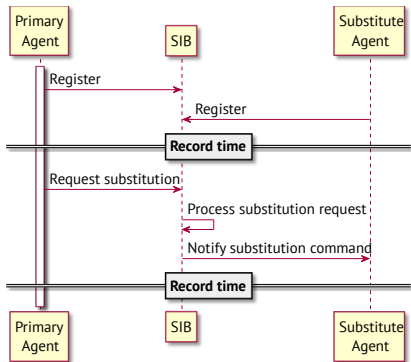 Primary
Agent
SIB
Substitute
Agent
Register
Register
Record time
Request substitution
Process substitution request
Notify substitution command
Record time
Primary
Agent
SIB
Substitute
Agent